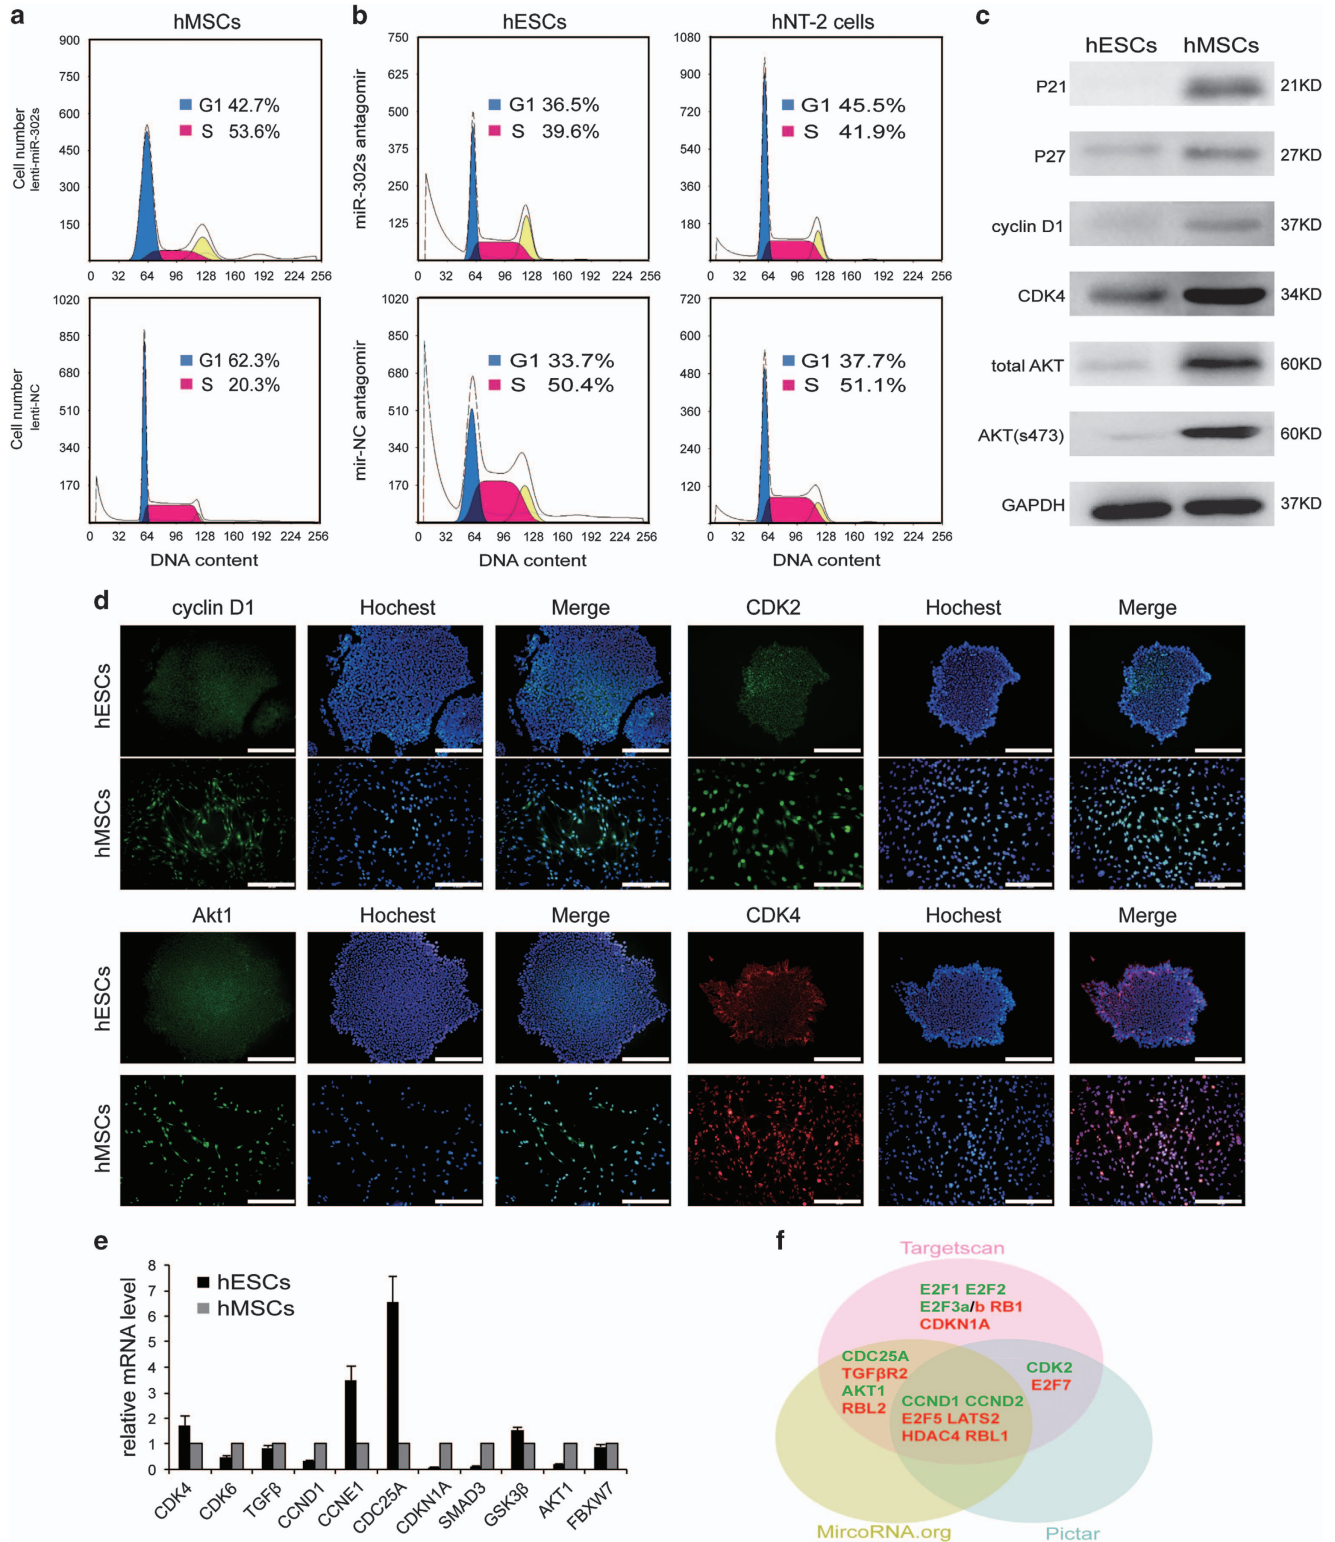 a
hMSCs
Cell number
lenti-miR-302s
900
750
600
450
300
150
G1 42.7%
S 53.6%
0 32 64 96 128 160 192 224 256
Cell number
lenti-NC
1020
850
680
510
340
170
G1 62.3%
S 20.3%
0 32 64 96 128 160 192 224 256
DNA content
b
hESCs
hNT-2 cells
miR-302s antagomir
750
625
500
375
250
125
G1 36.5%
S 39.6%
0 32 64 96 128 160 192 224 256
1080
900
720
540
360
180
G1 45.5%
S 41.9%
0 32 64 96 128 160 192 224 256
mir-NC antagomir
1020
850
680
510
340
170
G1 33.7%
S 50.4%
0 32 64 96 128 160 192 224 256
DNA content
720
600
480
360
240
120
G1 37.7%
S 51.1%
0 32 64 96 128 160 192 224 256
DNA content
c
hESCs hMSCs
P21 21KD
P27 27KD
cyclin D1 37KD
CDK4 34KD
total AKT 60KD
AKT(s473) 60KD
GAPDH 37KD
d
cyclin D1 Hochest Merge CDK2 Hochest Merge
hESCs
hMSCs
Akt1 Hochest Merge CDK4 Hochest Merge
hESCs
hMSCs
e
relative mRNA level
8
7
6
5
4
3
2
1
0
hESCs
hMSCs
CDK4 CDK6 TGFβ CCND1 CCNE1 CDC25A CDKN1A SMAD3 GSK3β AKT1 FBXW7
f
Targetscan
E2F1 E2F2
E2F3a/b RB1
CDKN1A
CDC25A
TGFβR2
AKT1
RBL2
CDK2
E2F7
CCND1 CCND2
E2F5 LATS2
HDAC4 RBL1
MircoRNA.org
Pictar